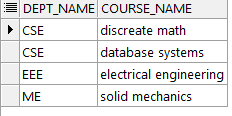 DEPT_NAME COURSE_NAME
CSE discreate math
CSE database systems
EEE electrical engineering
ME solid mechanics